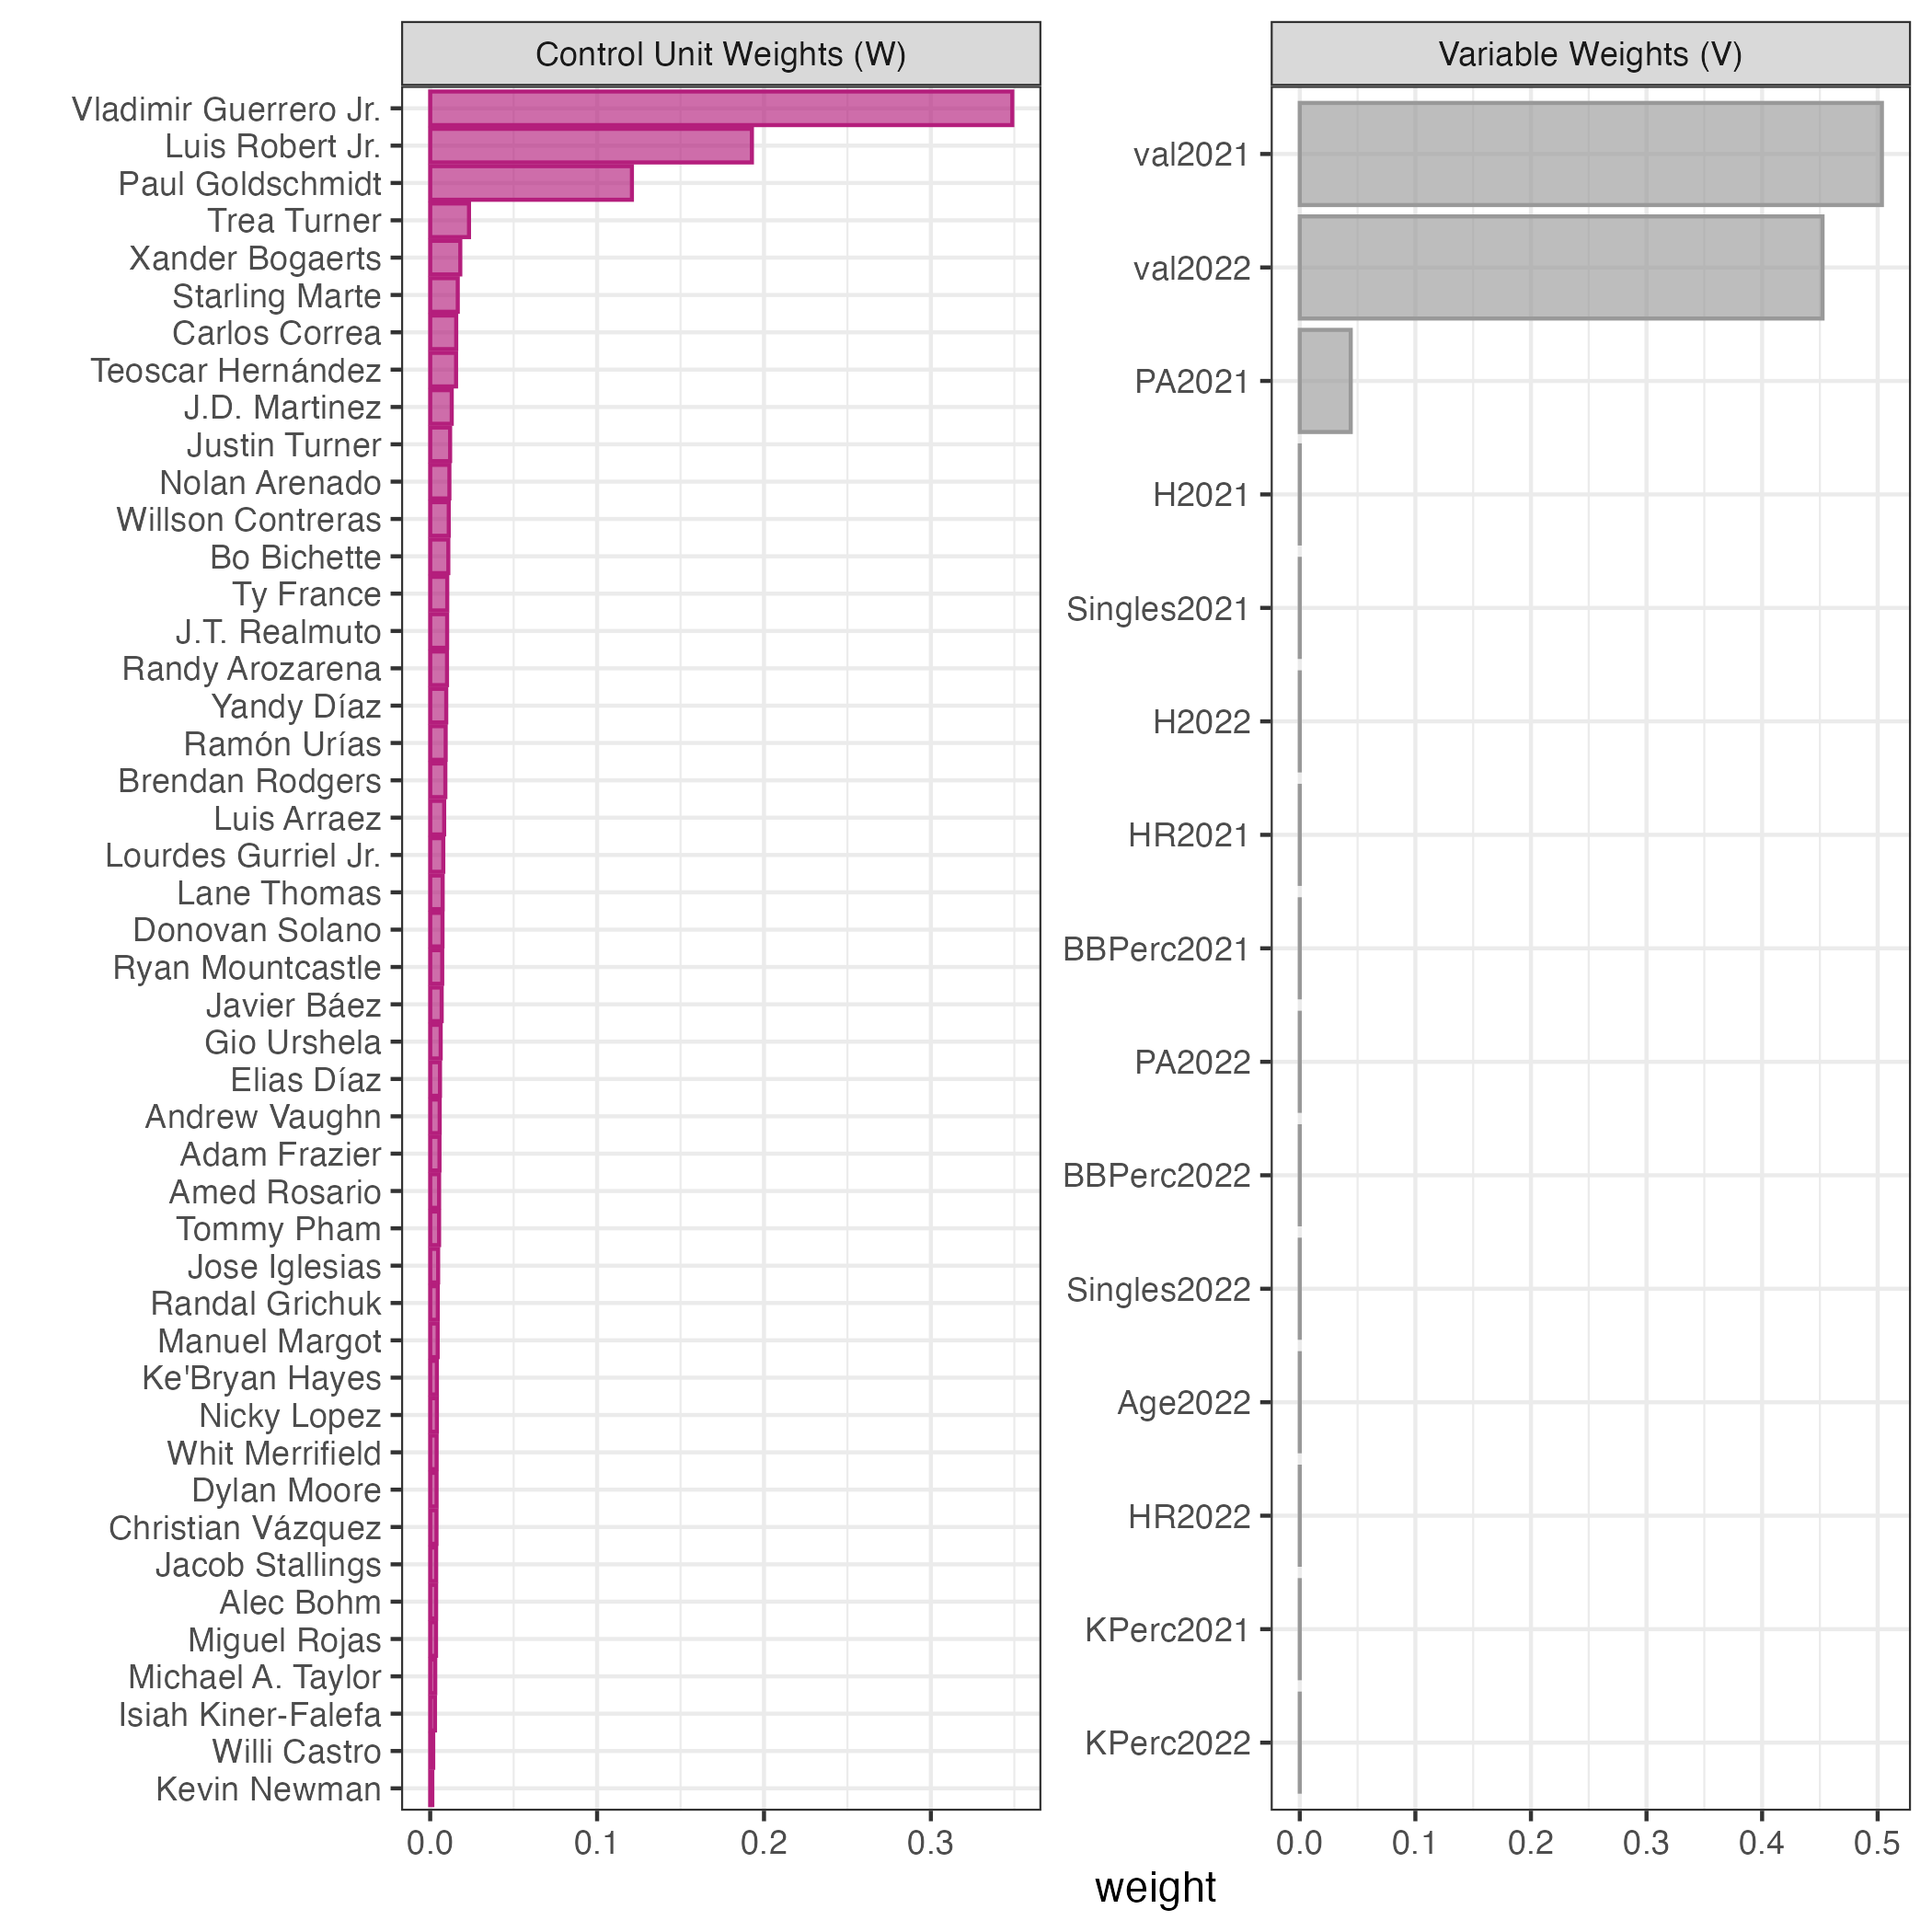 Control Unit Weights (W)
Vladimir Guerrero Jr.
Luis Robert Jr.
Paul Goldschmidt
Trea Turner
Xander Bogaerts
Starling Marte
Carlos Correa
Teoscar Hernández
J.D. Martinez
Justin Turner
Nolan Arenado
Willson Contreras
Bo Bichette
Ty France
J.T. Realmuto
Randy Arozarena
Yandy Díaz
Ramón Urías
Brendan Rodgers
Luis Arraez
Lourdes Gurriel Jr.
Lane Thomas
Donovan Solano
Ryan Mountcastle
Javier Báez
Gio Urshela
Elias Díaz
Andrew Vaughn
Adam Frazier
Amed Rosario
Tommy Pham
Jose Iglesias
Randal Grichuk
Manuel Margot
Ke'Bryan Hayes
Nicky Lopez
Whit Merrifield
Dylan Moore
Christian Vázquez
Jacob Stallings
Alec Bohm
Miguel Rojas
Michael A. Taylor
Isiah Kiner-Falefa
Willi Castro
Kevin Newman
0.0 0.1 0.2 0.3
Variable Weights (V)
val2021
val2022
PA2021
H2021
Singles2021
H2022
HR2021
BBPerc2021
PA2022
BBPerc2022
Singles2022
Age2022
HR2022
KPerc2021
KPerc2022
0.0 0.1 0.2 0.3 0.4 0.5
weight